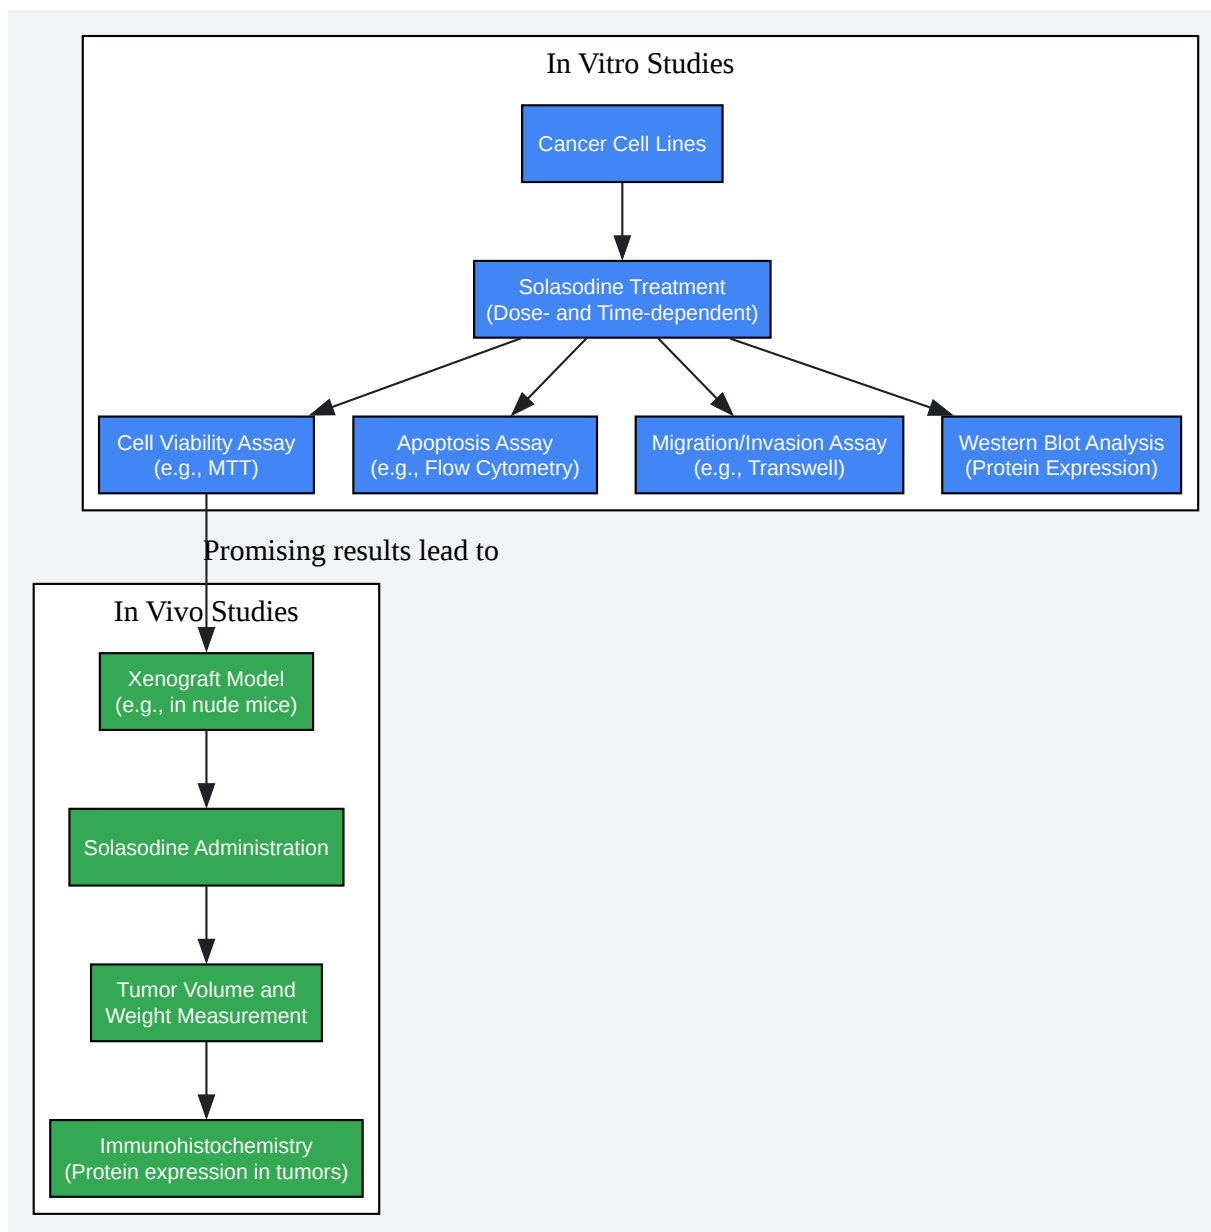 In Vitro Studies
Cancer Cell Lines
Solasodine Treatment
(Dose- and Time-dependent)
Cell Viability Assay
(e.g., MTT)
Apoptosis Assay
(e.g., Flow Cytometry)
Migration/Invasion Assay
(e.g., Transwell)
Western Blot Analysis
(Protein Expression)
Promising results lead to
In Vivo Studies
Xenograft Model
(e.g., in nude mice)
Solasodine Administration
Tumor Volume and
Weight Measurement
Immunohistochemistry
(Protein expression in tumors)